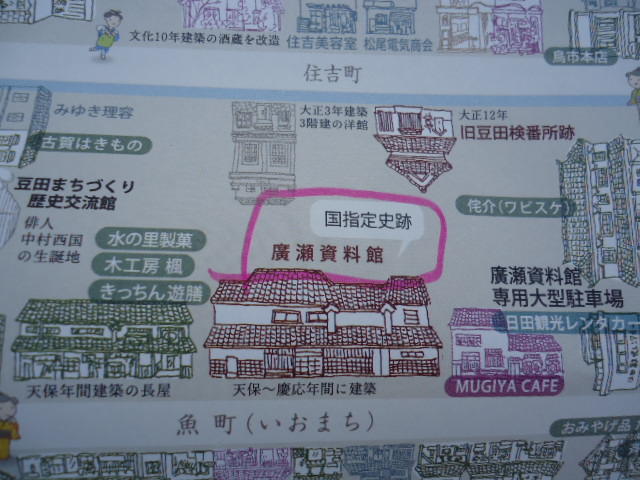 文化10年建築の酒蔵を改造
住吉美容室
松尾電気商会
鳥市本店
住吉町
みゆき理容
大正3年建築
3階建の洋館
大正12年
旧豆田検番所跡
古賀はきもの
豆田まちづくり
歴史交流館
俳人
中村西国
の生誕地
水の里製菓
木工房 楓
きっちん遊膳
国指定史跡
廣瀬資料館
侘介(ワビスケ)
廣瀬資料館
専用大型駐車場
日田観光レンタカー
天保年間建築の長屋
天保～慶応年間に建築
MUGIYA CAFE
魚町(いおまち)
おみやげ品